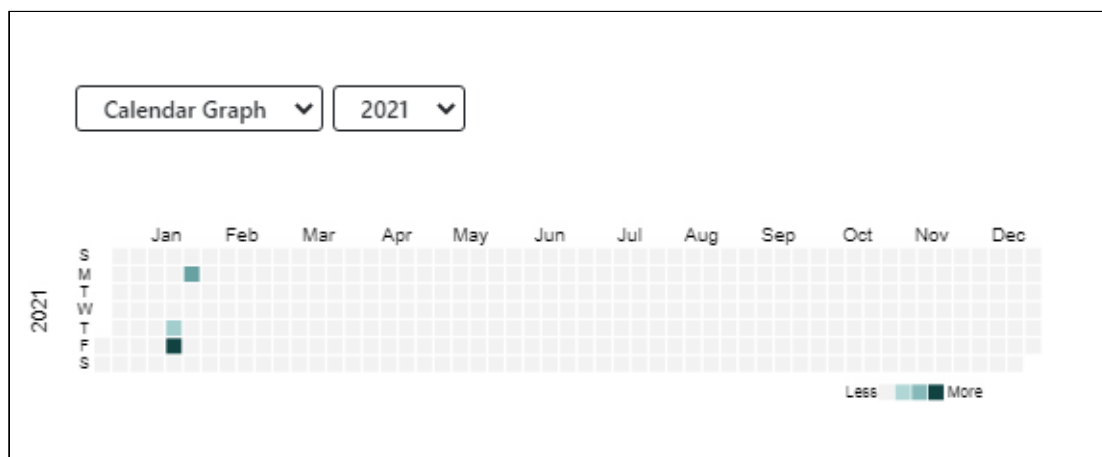 Calendar Graph 2021
Jan Feb Mar Apr May Jun Jul Aug Sep Oct Nov Dec
S
M
T
W
T
F
S
2021
Less More